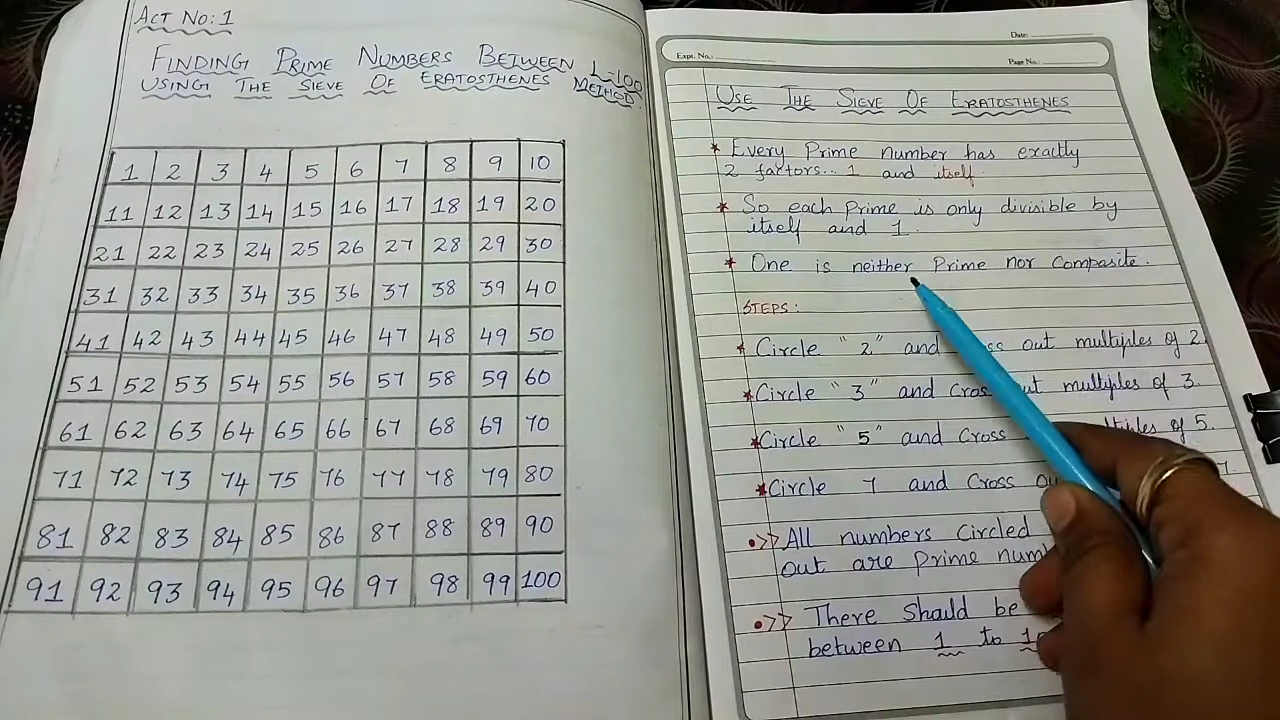 ACT NO: 1
FINDING PRIME NUMBERS BETWEEN 1-100
USING THE SIEVE OF ERATOSTHENES METHOD.
1 2 3 4 5 6 7 8 9 10
11 12 13 14 15 16 17 18 19 20
21 22 23 24 25 26 27 28 29 30
31 32 33 34 35 36 37 38 39 40
41 42 43 44 45 46 47 48 49 50
51 52 53 54 55 56 57 58 59 60
61 62 63 64 65 66 67 68 69 70
71 72 73 74 75 76 77 78 79 80
81 82 83 84 85 86 87 88 89 90
91 92 93 94 95 96 97 98 99 100
Date:
Expt. No.:
Page No.:
USE THE SIEVE OF ERATOSTHENES
* Every Prime number has exactly
2 factors... 1 and itself.
* So each Prime is only divisible by
itself and 1.
* One is neither Prime nor Composite.
STEPS:
* Circle "2" and out multiples of 2.
* Circle "3" and Cross out multiples of 3.
* Circle "5" and Cross of 5.
* Circle 7 and Cross 7.
All numbers Circled
out are Prime
There should be
between 1 to